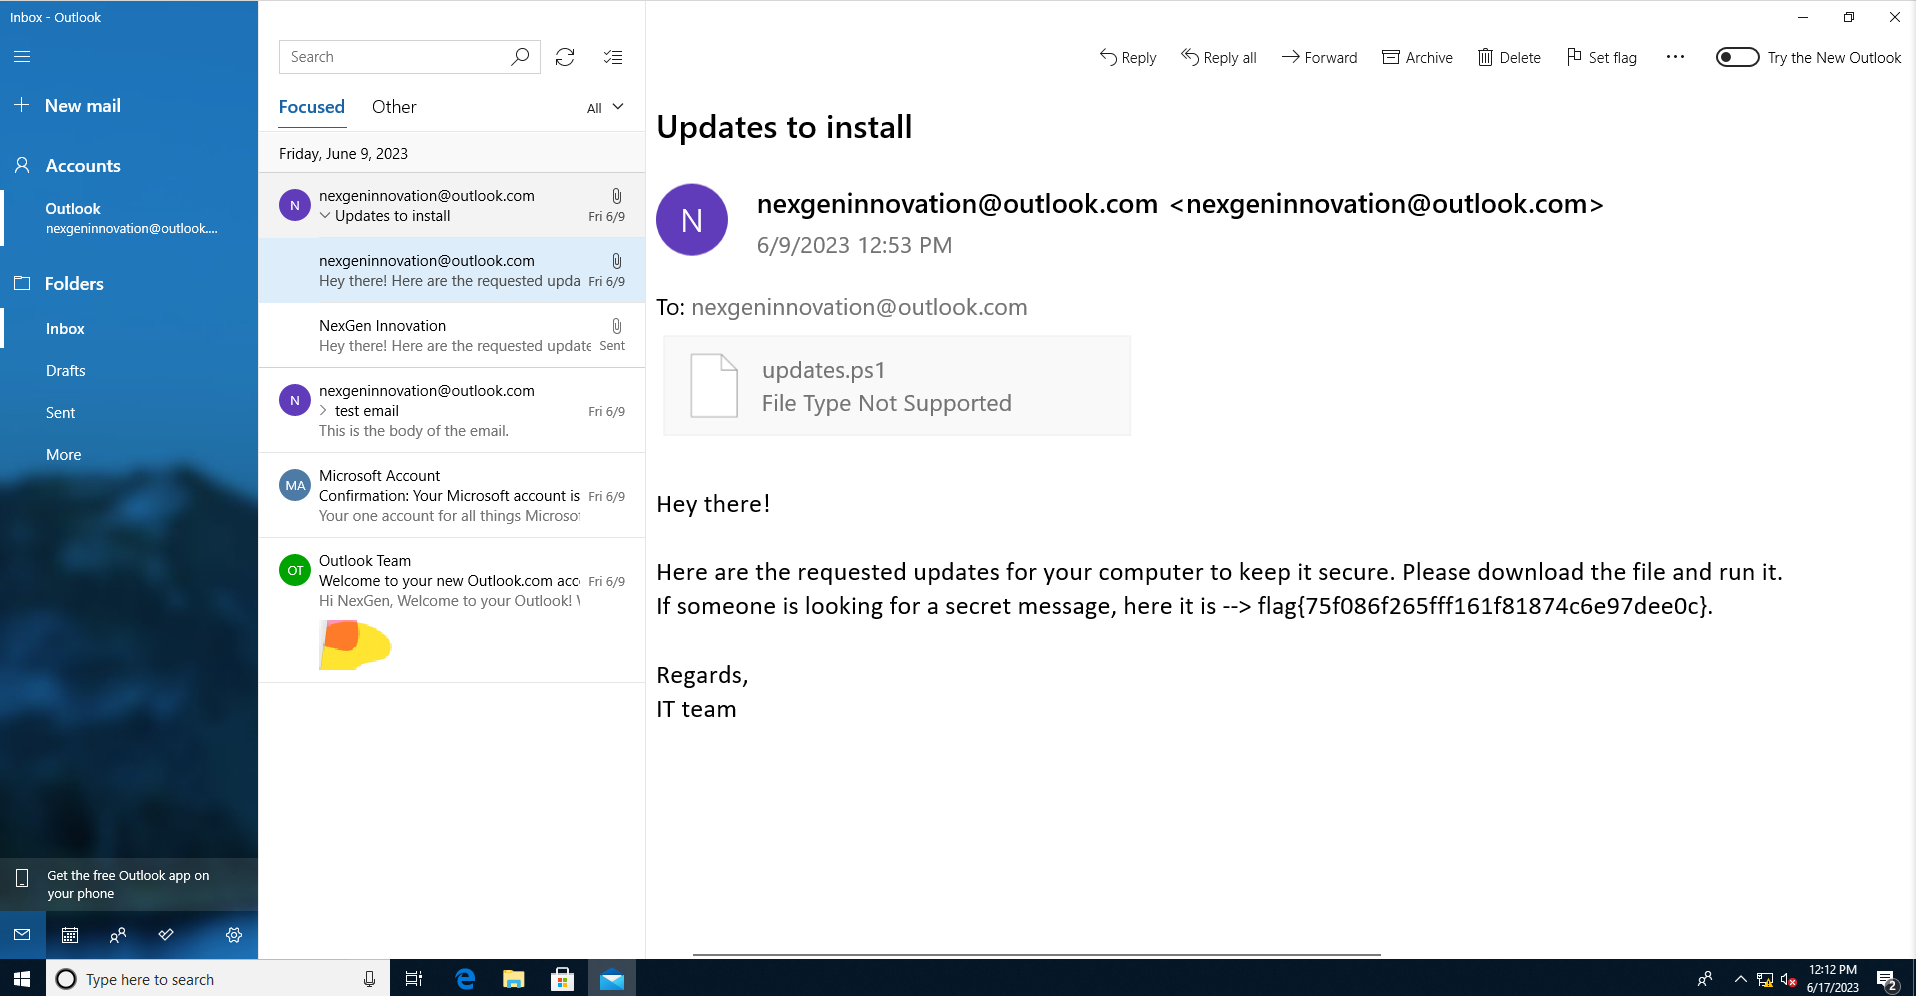 Inbox - Outlook
New mail
Accounts
Outlook
nexgeninnovation@outlook....
Folders
Inbox
Drafts
Sent
More
Get the free Outlook app on
your phone
Search
Focused Other All
Friday, June 9, 2023
N nexgeninnovation@outlook.com
Updates to install Fri 6/9
nexgeninnovation@outlook.com
Hey there! Here are the requested upda Fri 6/9
NexGen Innovation
Hey there! Here are the requested update Sent
N nexgeninnovation@outlook.com
test email Fri 6/9
This is the body of the email.
MA Microsoft Account
Confirmation: Your Microsoft account is Fri 6/9
Your one account for all things Microsof
OT Outlook Team
Welcome to your new Outlook.com acc Fri 6/9
Hi NexGen, Welcome to your Outlook!
Reply Reply all Forward Archive Delete Set flag ... Try the New Outlook
Updates to install
N nexgeninnovation@outlook.com <nexgeninnovation@outlook.com>
6/9/2023 12:53 PM
To: nexgeninnovation@outlook.com
updates.ps1
File Type Not Supported
Hey there!
Here are the requested updates for your computer to keep it secure. Please download the file and run it.
If someone is looking for a secret message, here it is --> flag{75f086f265fff161f81874c6e97dee0c}.
Regards,
IT team
Type here to search
12:12 PM
6/17/2023
2